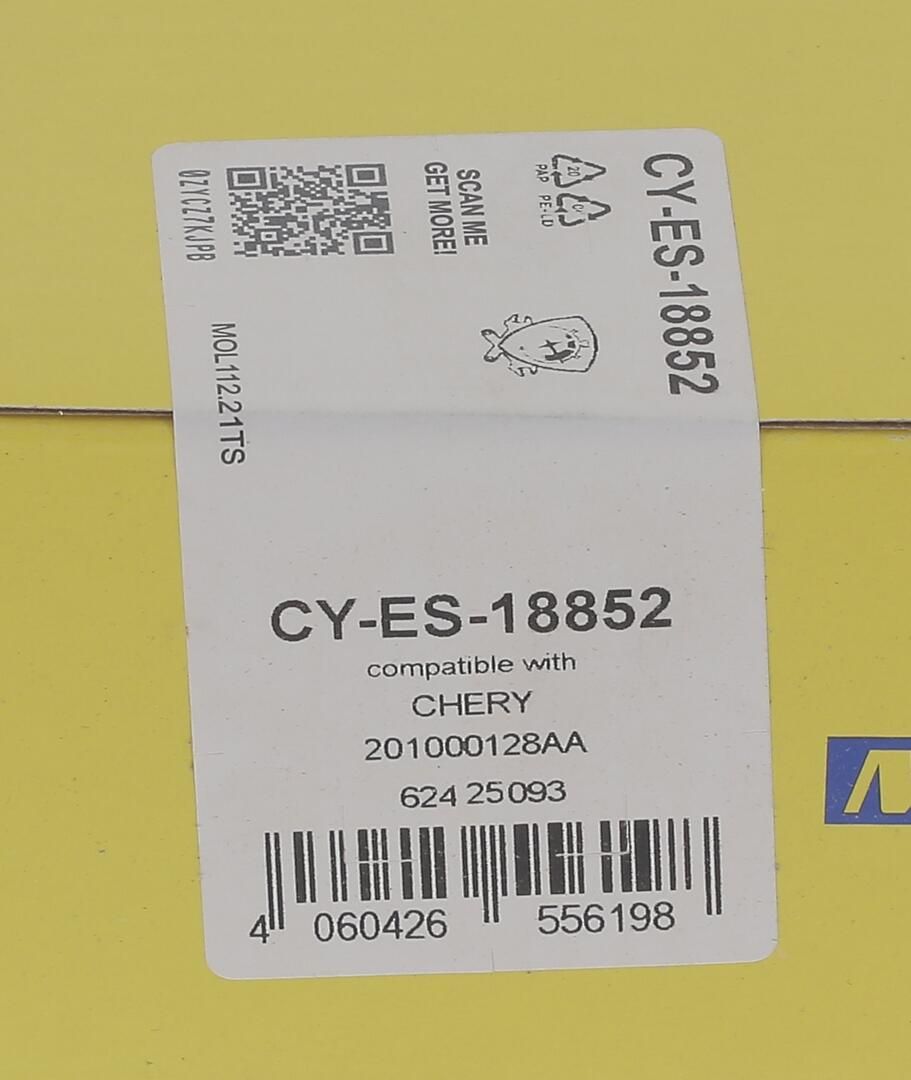 CY-ES-18852
20
PAP
PE-LD
SCAN ME
GET MORE!
0ZYCZ7KJPB
MOL112.21TS
CY-ES-18852
compatible with
CHERY
201000128AA
624 25093
4 060426 556198